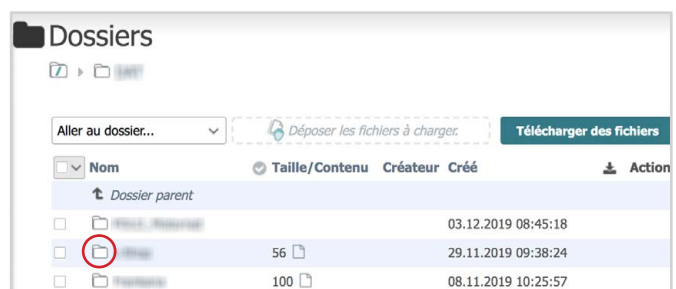 Dossiers
Aller au dossier... Déposer les fichiers à charger. Télécharger des fichiers
Nom Taille/Contenu Créateur Créé Action
Dossier parent
03.12.2019 08:45:18
56 29.11.2019 09:38:24
100 08.11.2019 10:25:57